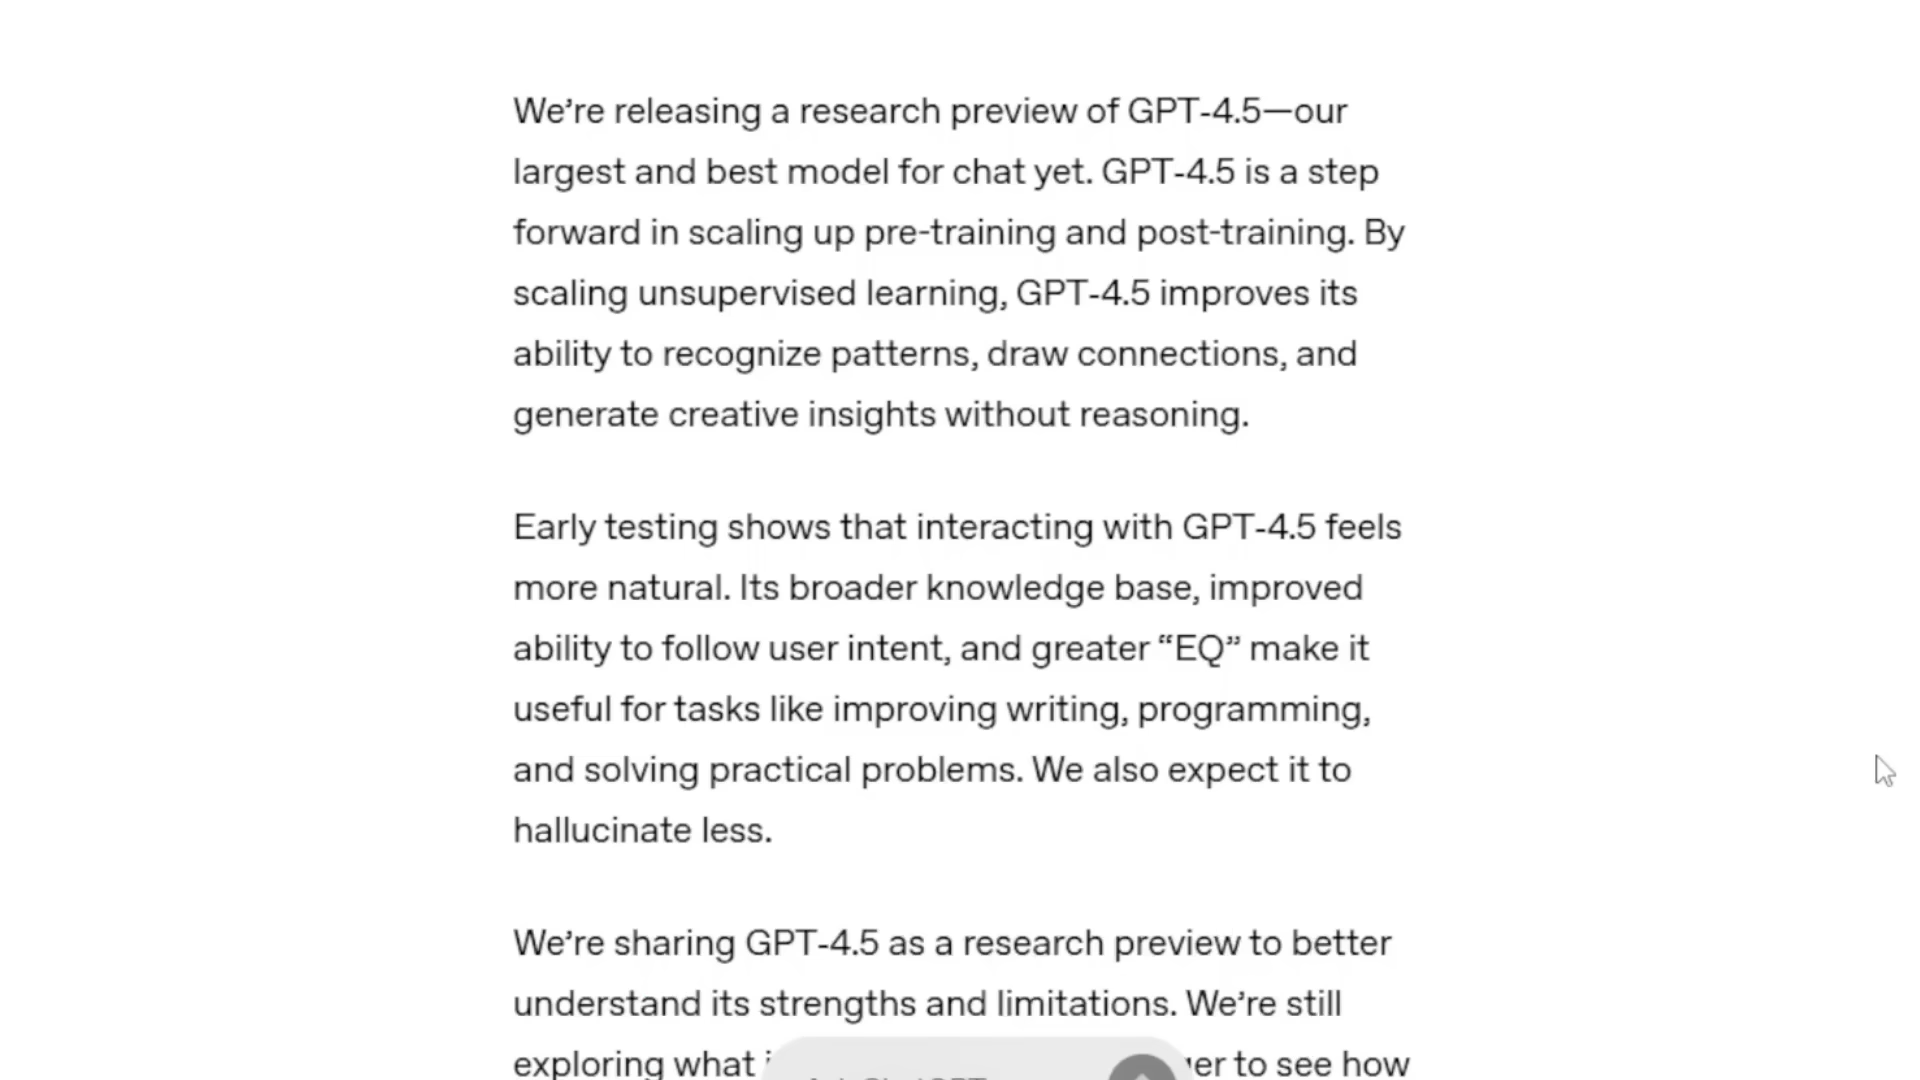 We’re releasing a research preview of GPT-4.5—our
largest and best model for chat yet. GPT-4.5 is a step
forward in scaling up pre-training and post-training. By
scaling unsupervised learning, GPT-4.5 improves its
ability to recognize patterns, draw connections, and
generate creative insights without reasoning.
Early testing shows that interacting with GPT-4.5 feels
more natural. Its broader knowledge base, improved
ability to follow user intent, and greater “EQ” make it
useful for tasks like improving writing, programming,
and solving practical problems. We also expect it to
hallucinate less.
We’re sharing GPT-4.5 as a research preview to better
understand its strengths and limitations. We’re still
exploring what to see how